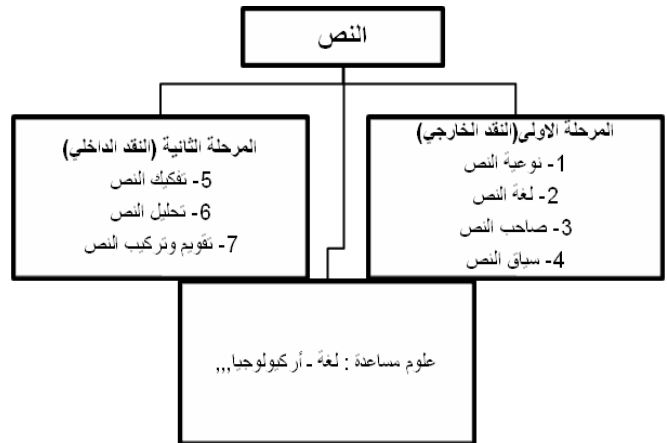 النص
المرحلة الاولى(النقد الخارجي)
1- نوعية النص
2- لغة النص
3- صاحب النص
4- سياق النص
المرحلة الثانية (النقد الداخلي)
5- تفكيك النص
6- تحليل النص
7- تقويم وتركيب النص
علوم مساعدة : لغة - أركيولوجيا,,,